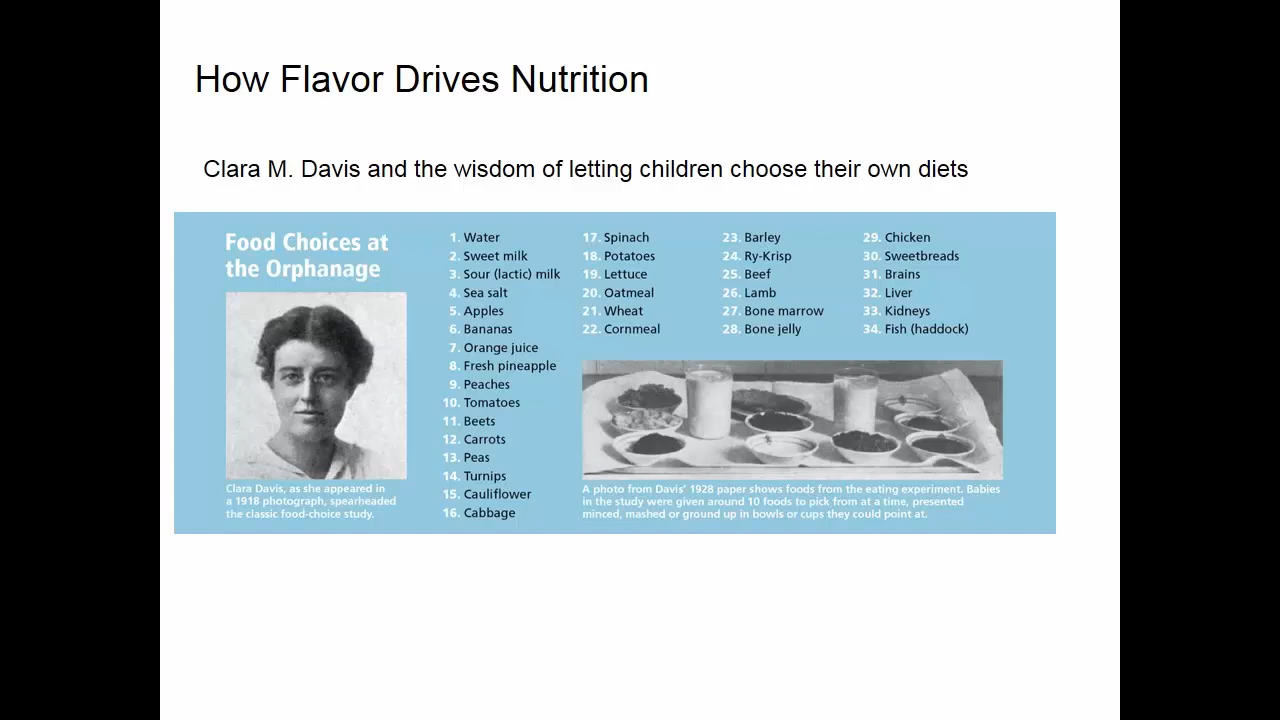 How Flavor Drives Nutrition
Clara M. Davis and the wisdom of letting children choose their own diets
Food Choices at
the Orphanage
Clara Davis, as she appeared in
a 1918 photograph, spearheaded
the classic food-choice study.
1. Water
2. Sweet milk
3. Sour (lactic) milk
4. Sea salt
5. Apples
6. Bananas
7. Orange juice
8. Fresh pineapple
9. Peaches
10. Tomatoes
11. Beets
12. Carrots
13. Peas
14. Turnips
15. Cauliflower
16. Cabbage
17. Spinach
18. Potatoes
19. Lettuce
20. Oatmeal
21. Wheat
22. Cornmeal
23. Barley
24. Ry-Krisp
25. Beef
26. Lamb
27. Bone marrow
28. Bone jelly
29. Chicken
30. Sweetbreads
31. Brains
32. Liver
33. Kidneys
34. Fish (haddock)
A photo from Davis' 1928 paper shows foods from the eating experiment. Babies
in the study were given around 10 foods to pick from at a time, presented
minced, mashed or ground up in bowls or cups they could point at.